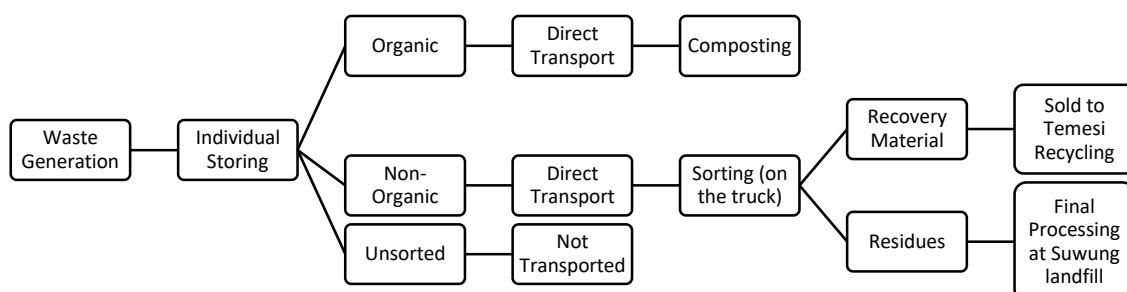 Waste
Generation
Individual
Storing
Organic
Direct
Transport
Composting
Non-
Organic
Direct
Transport
Sorting (on
the truck)
Recovery
Material
Sold to
Temesi
Recycling
Residues
Final
Processing
at Suwung
landfill
Unsorted
Not
Transported